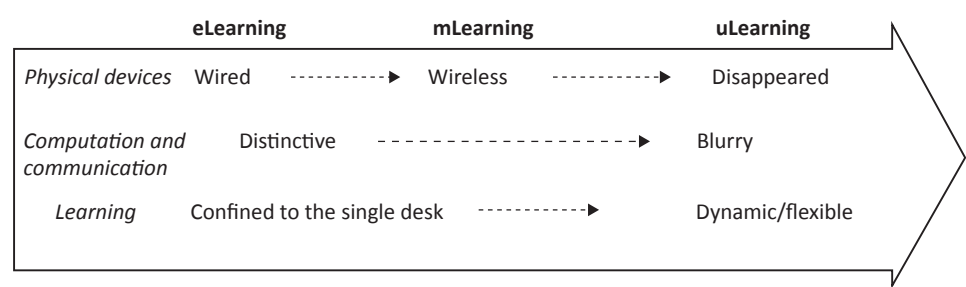 eLearning mLearning uLearning
Physical devices Wired Wireless Disappeared
Computation and Distinctive Blurry
communication
Learning Confined to the single desk Dynamic/flexible